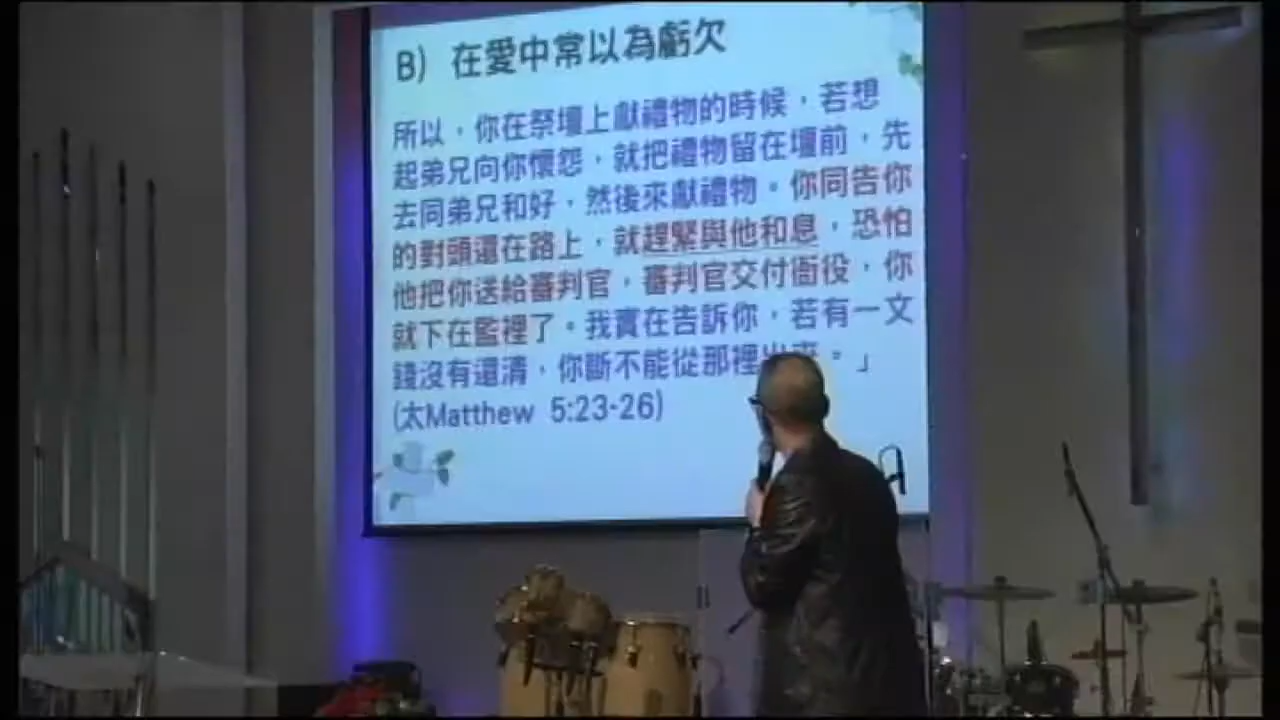 B) 在愛中常以為虧欠
所以，你在祭壇上獻禮物的時候，若想
起弟兄向你懷怨，就把禮物留在壇前，先
去同弟兄和好，然後來獻禮物。你同告你
的對頭還在路上，就趕緊與他和息，恐怕
他把你送給審判官，審判官交付衙役，你
就下在監裡了。我實在告訴你，若有一文
錢沒有還清，你斷不能從那裡出來。」
(太Matthew 5:23-26)